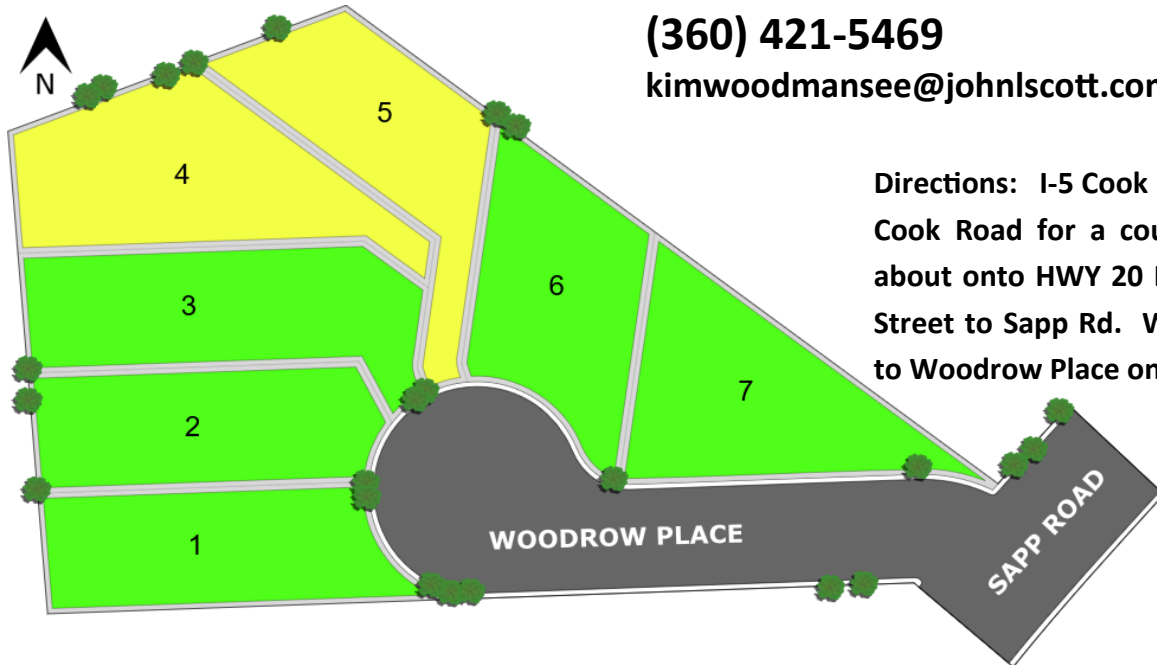 (360) 421-5469
kimwoodmansee@johnlscott.co
N
5
4
Directions: I-5 Cook
Cook Road for a cou
about onto HWY 20
Street to Sapp Rd. W
to Woodrow Place on
6
3
7
2
1
WOODROW PLACE
SAPP ROAD